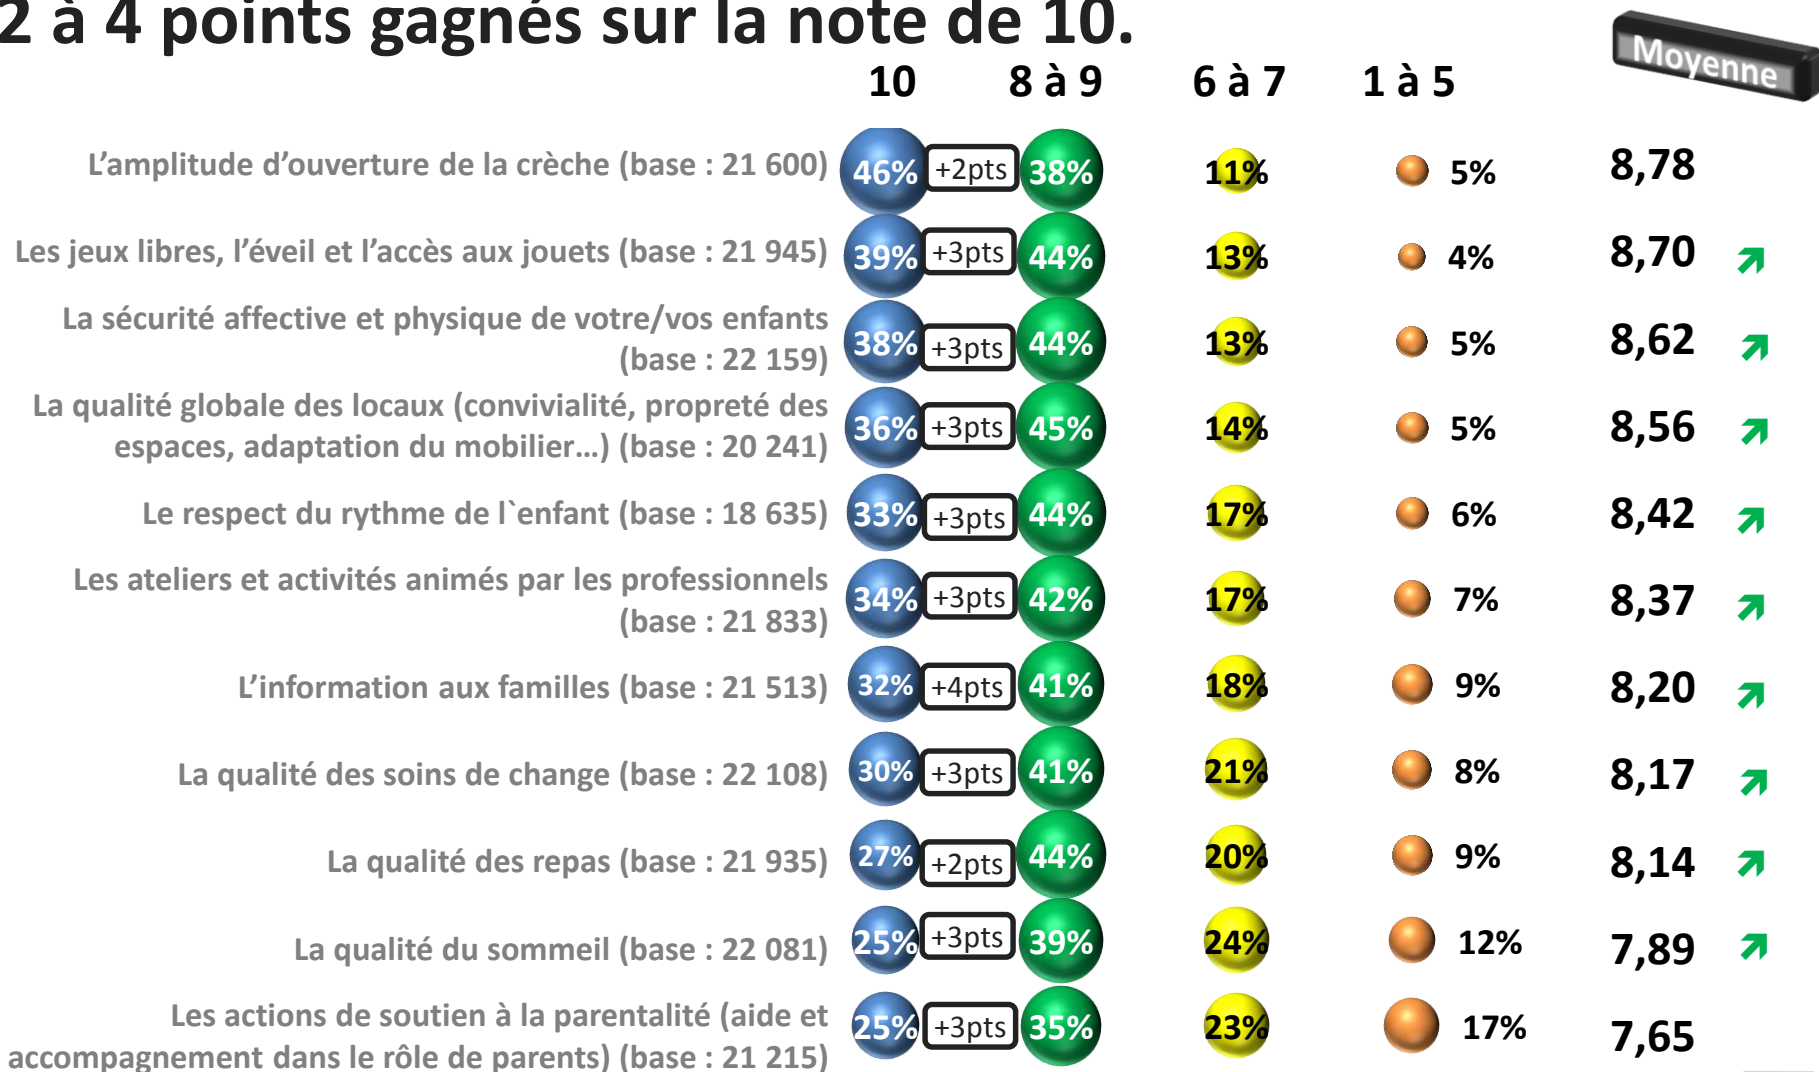 2 à 4 points gagnés sur la note de 10.
Moyenne
10 8 à 9 6 à 7 1 à 5
L’amplitude d’ouverture de la crèche (base : 21 600) 46% +2pts 38% 11% 5% 8,78
Les jeux libres, l’éveil et l’accès aux jouets (base : 21 945) 39% +3pts 44% 13% 4% 8,70
La sécurité affective et physique de votre/vos enfants
(base : 22 159) 38% +3pts 44% 13% 5% 8,62
La qualité globale des locaux (convivialité, propreté des
espaces, adaptation du mobilier…) (base : 20 241) 36% +3pts 45% 14% 5% 8,56
Le respect du rythme de l`enfant (base : 18 635) 33% +3pts 44% 17% 6% 8,42
Les ateliers et activités animés par les professionnels
(base : 21 833) 34% +3pts 42% 17% 7% 8,37
L’information aux familles (base : 21 513) 32% +4pts 41% 18% 9% 8,20
La qualité des soins de change (base : 22 108) 30% +3pts 41% 21% 8% 8,17
La qualité des repas (base : 21 935) 27% +2pts 44% 20% 9% 8,14
La qualité du sommeil (base : 22 081) 25% +3pts 39% 24% 12% 7,89
Les actions de soutien à la parentalité (aide et
accompagnement dans le rôle de parents) (base : 21 215) 25% +3pts 35% 23% 17% 7,65